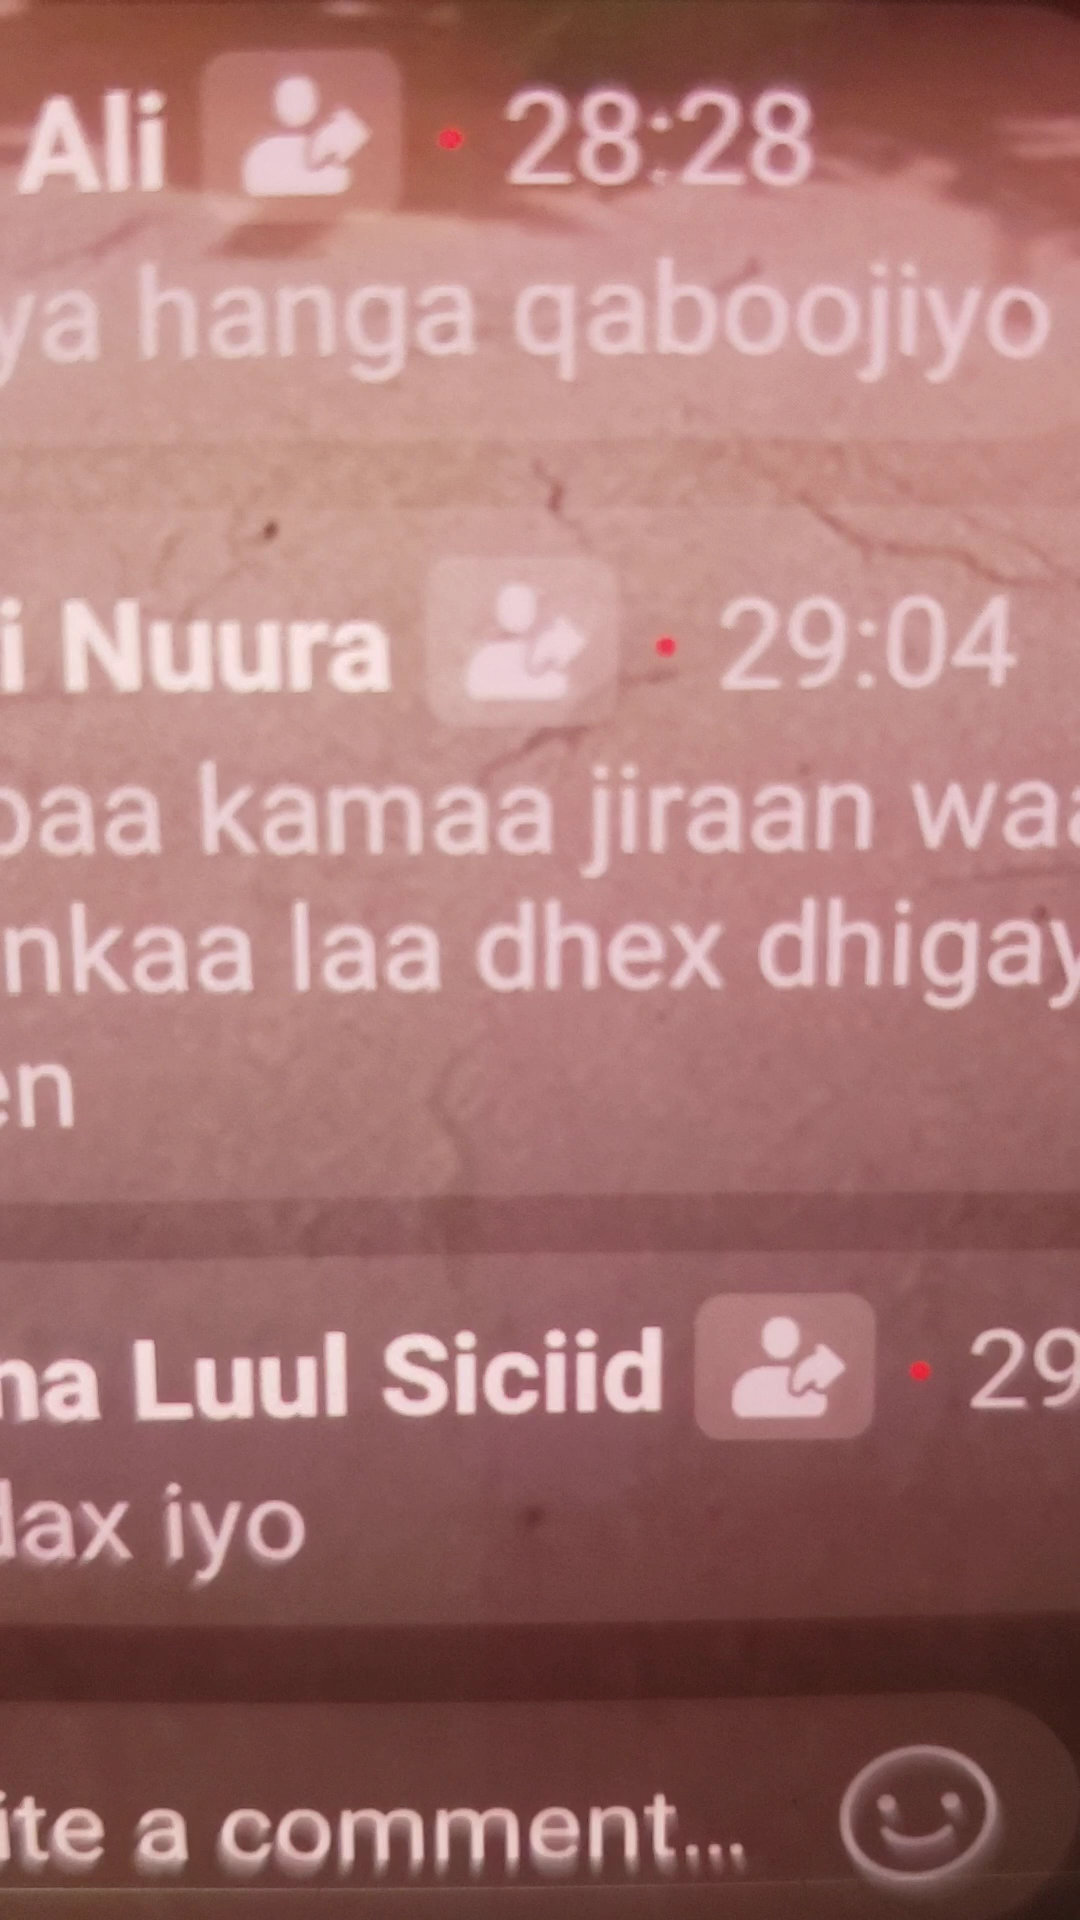 Ali • 28:28
ya hanga qaboojiyo
i Nuura • 29:04
baa kamaa jiraan waa
nkaa laa dhex dhigay
en
na Luul Siciid • 29
dax iyo
ite a comment...